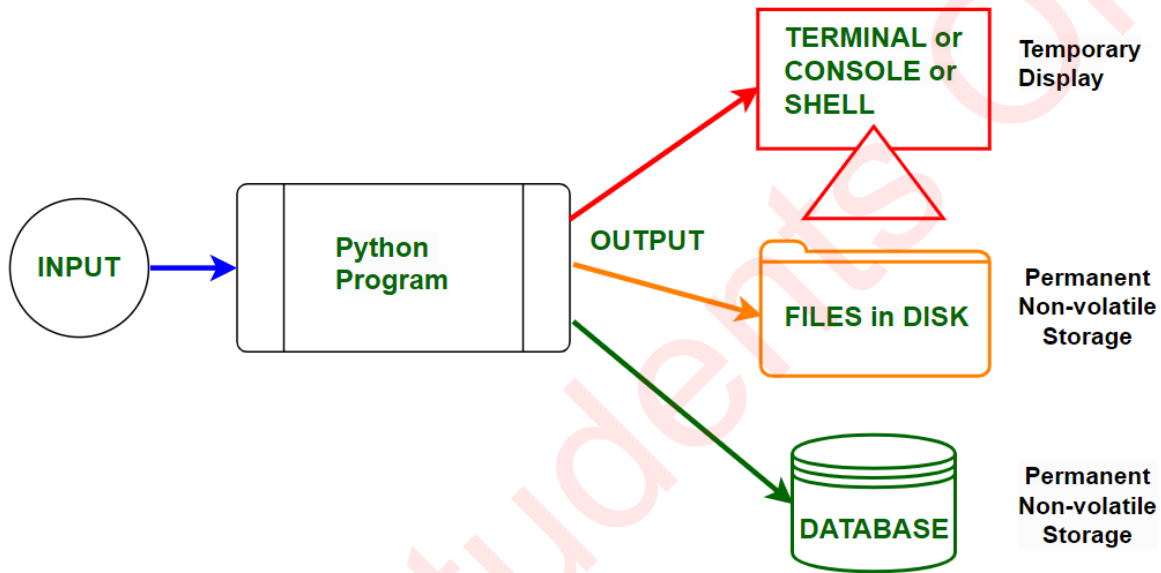 TERMINAL or
CONSOLE or
SHELL
Temporary
Display
INPUT
Python
Program
OUTPUT
FILES in DISK
Permanent
Non-volatile
Storage
DATABASE
Permanent
Non-volatile
Storage